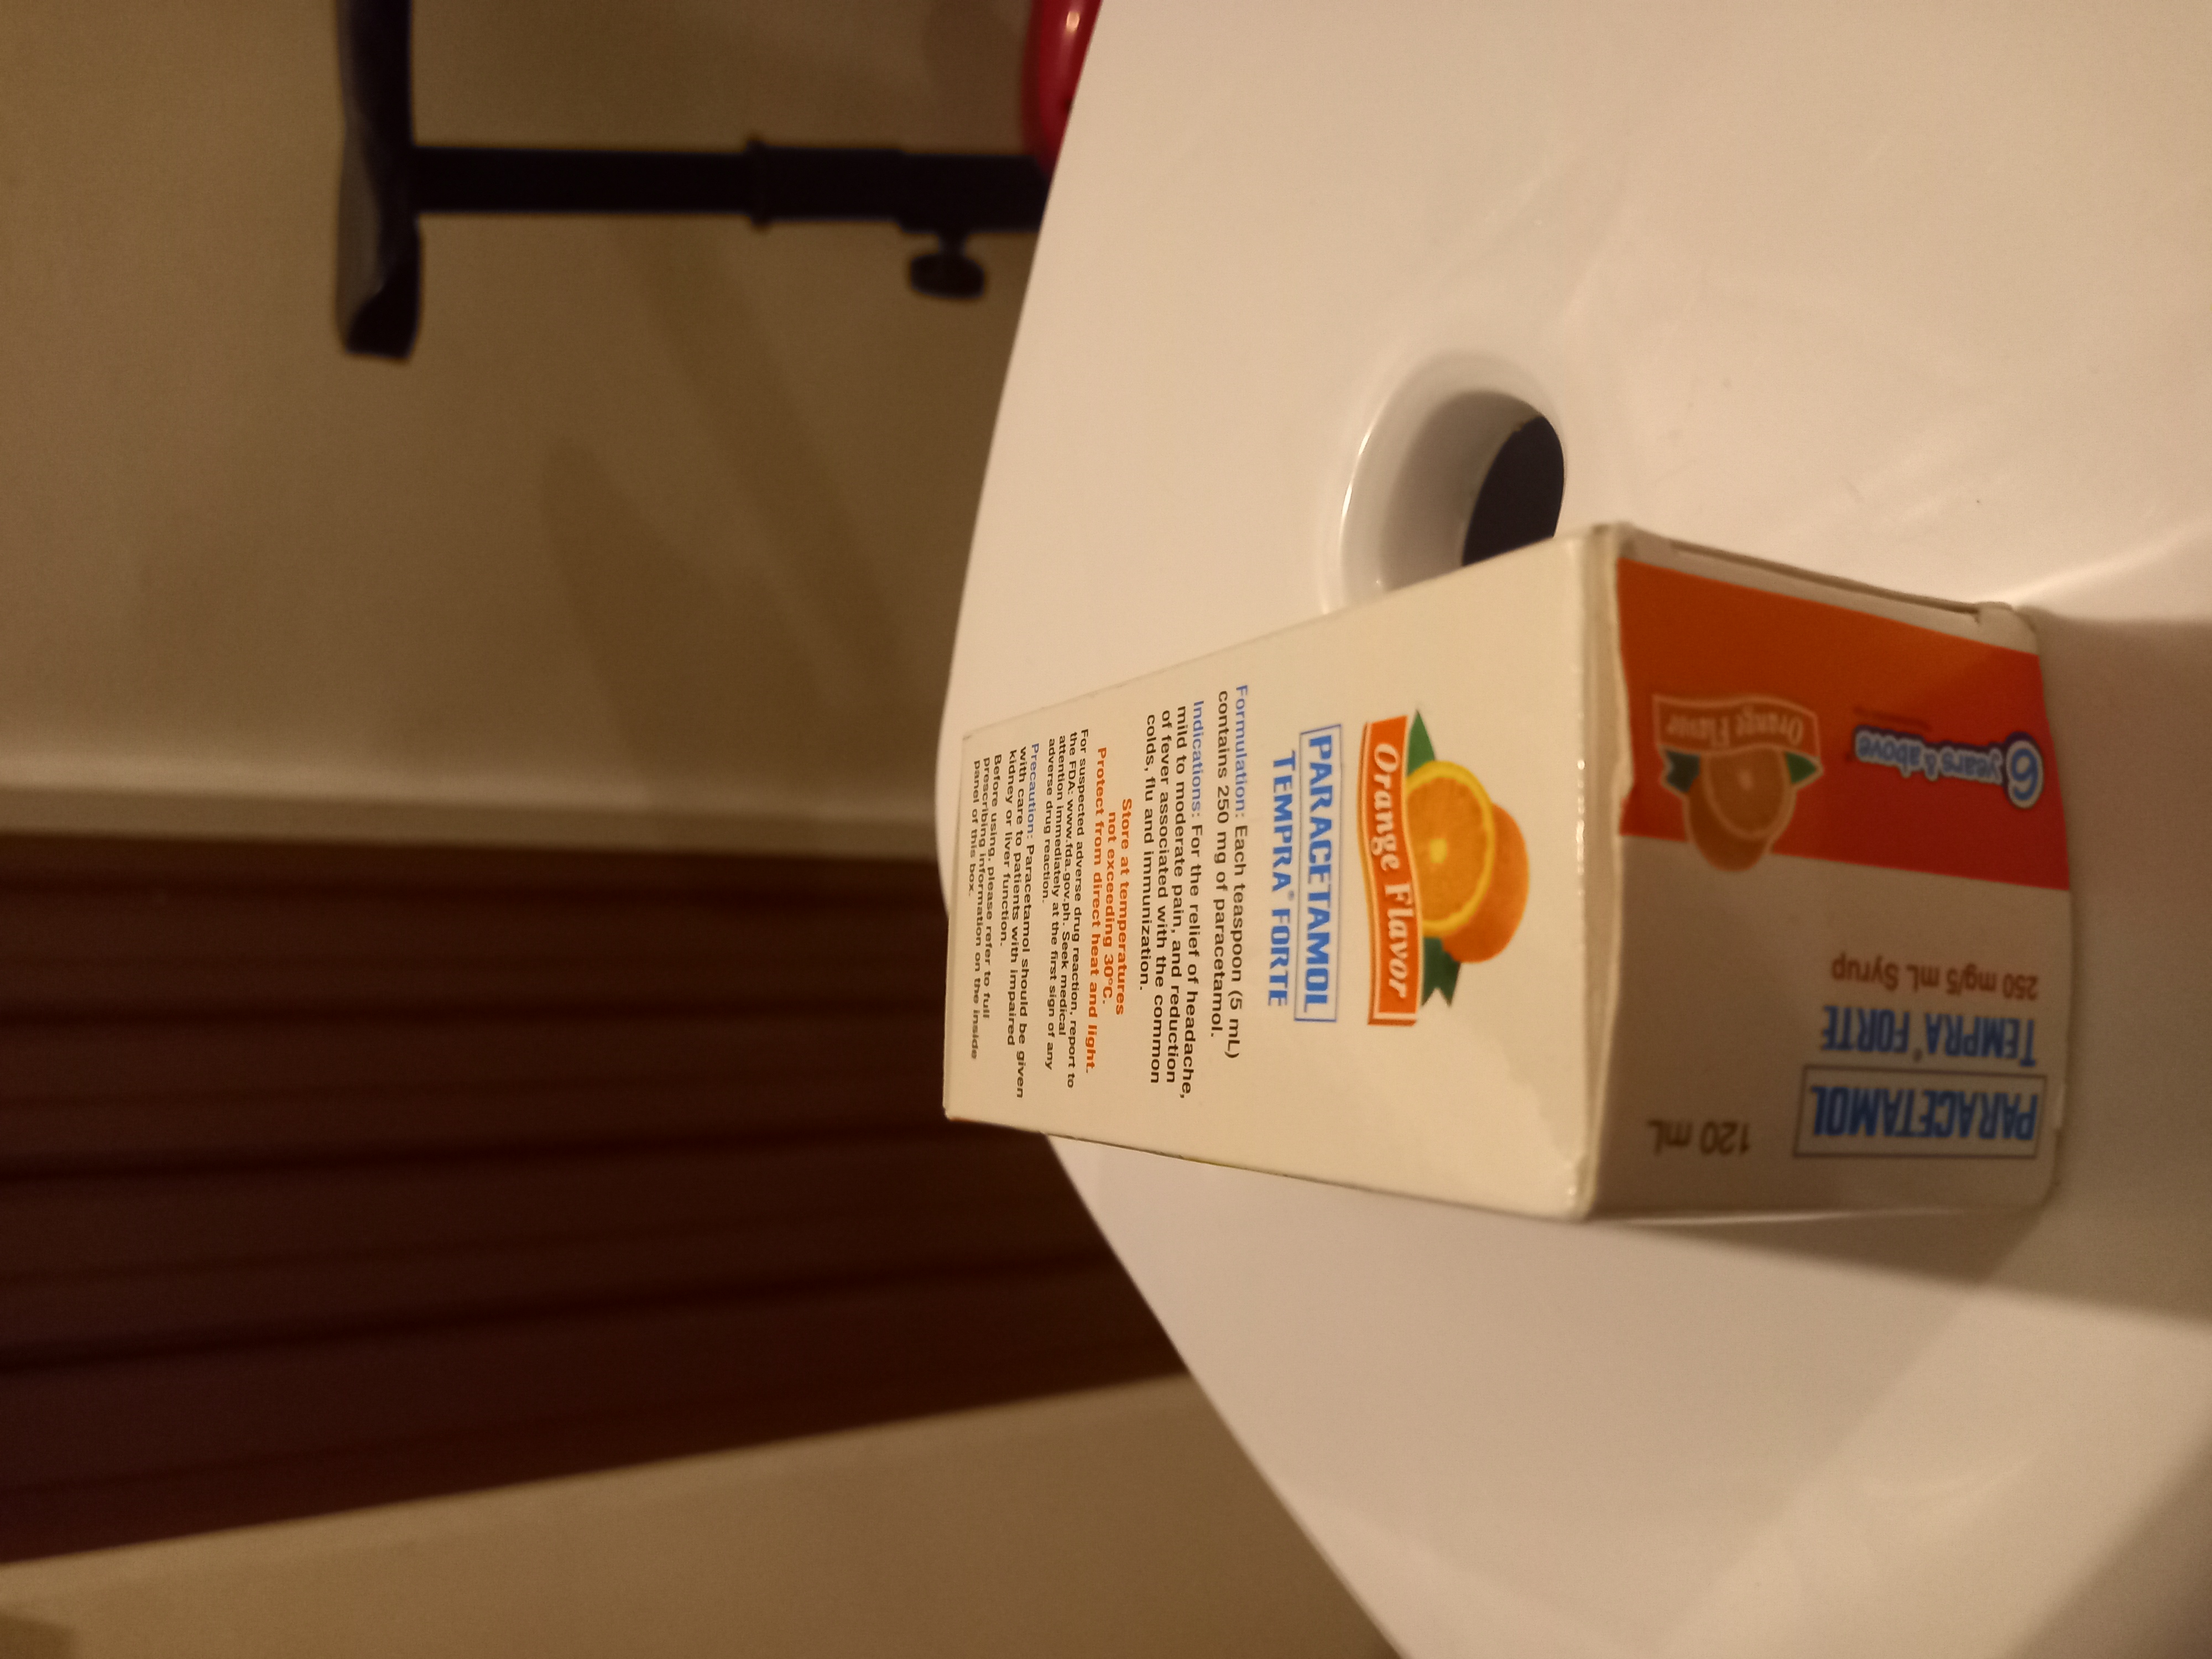 Orange Flavor
PARACETAMOL
TEMPRA® FORTE
Formulation: Each teaspoon (5 mL)
contains 250 mg of paracetamol.
Indications: For the relief of headache,
mild to moderate pain, and reduction
of fever associated with the common
colds, flu and immunization.
Store at temperatures
not exceeding 30°C.
Protect from direct heat and light.
For suspected adverse drug reaction, report to
the FDA: www.fda.gov.ph. Seek medical
attention immediately at the first sign of any
adverse drug reaction.
Precaution: Paracetamol should be given
with care to patients with impaired
kidney or liver function.
Before using, please refer to full
prescribing information on the inside
panel of this box.
PARACETAMOL 120 mL
TEMPRA® FORTE
250 mg/5 mL Syrup
6 years & above
Orange Flavor